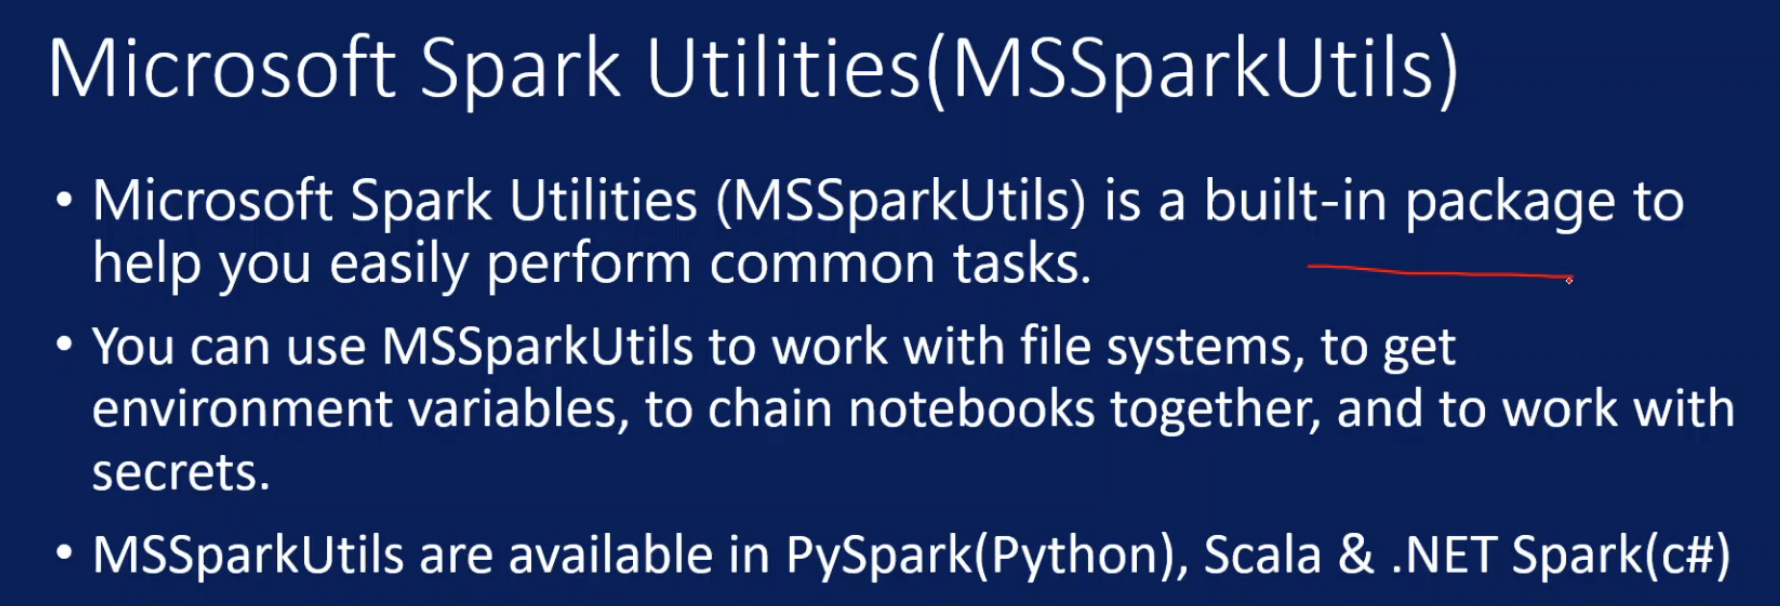 Microsoft Spark Utilities(MSSparkUtils)
• Microsoft Spark Utilities (MSSparkUtils) is a built-in package to
help you easily perform common tasks.
• You can use MSSparkUtils to work with file systems, to get
environment variables, to chain notebooks together, and to work with
secrets.
• MSSparkUtils are available in PySpark(Python), Scala & .NET Spark(c#)